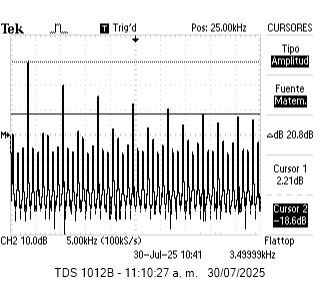 Tek T Trig'd Pos: 25.00kHz CURSORES
Tipo
Amplitud
Fuente
Matem.
M
ΔdB 20.8dB
Cursor 1
2.21dB
Cursor 2
-18.6dB
CH2 10.0dB 5.00kHz (100kS/s) Flattop
30-Jul-25 10:41 3.49999kHz
TDS 1012B - 11:10:27 a. m. 30/07/2025